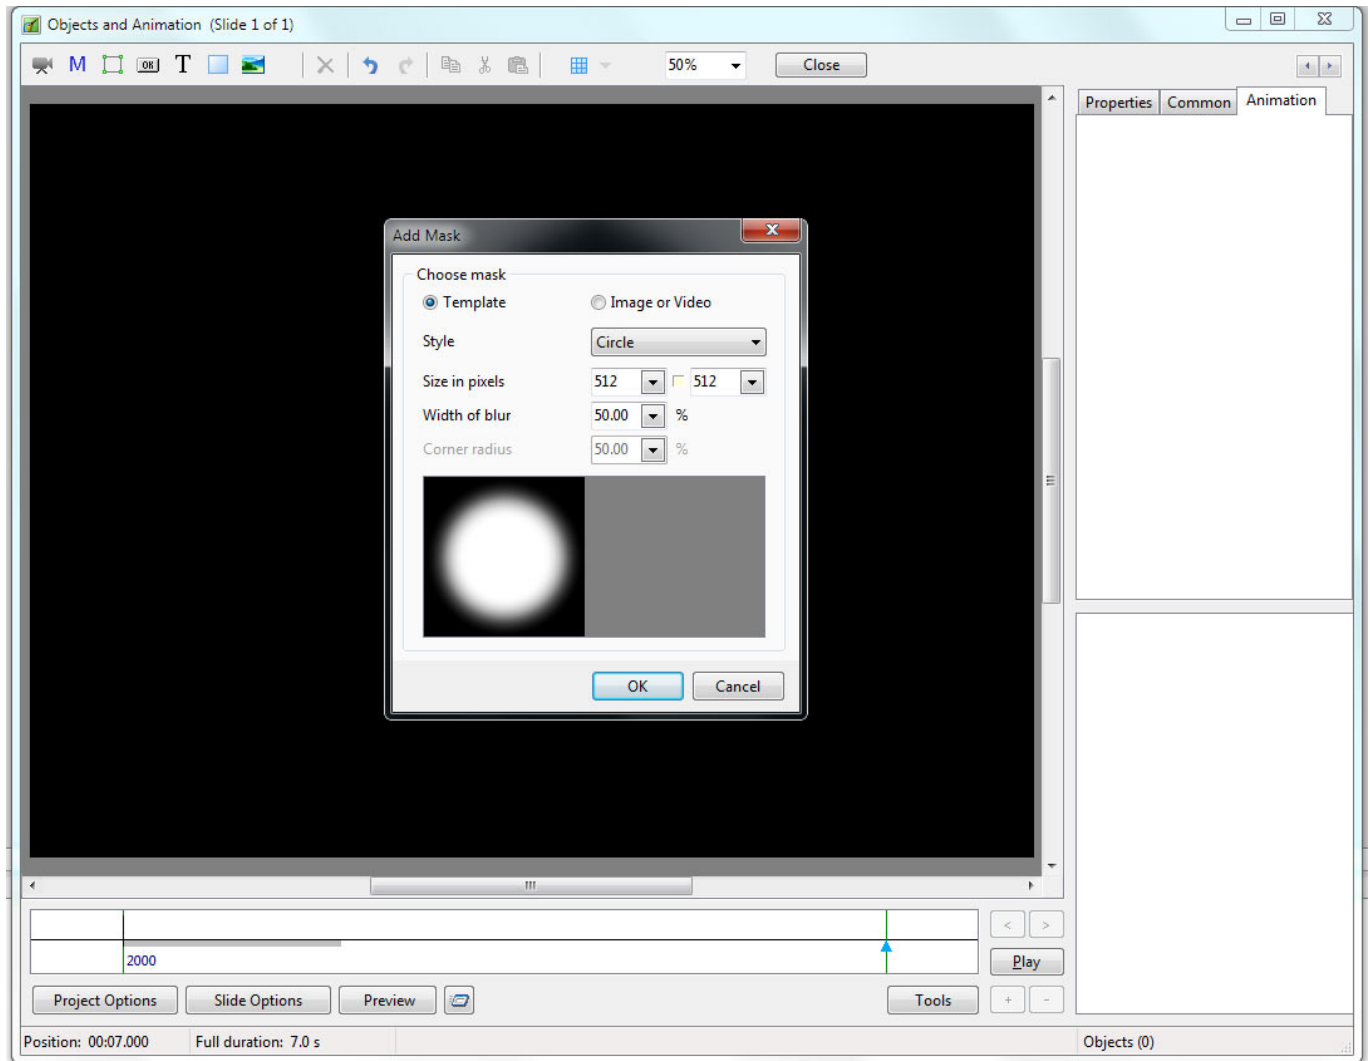 Objects and Animation (Slide 1 of 1)
M OK T 50% Close
Properties Common Animation
Add Mask
Choose mask
Template Image or Video
Style Circle
Size in pixels 512 512
Width of blur 50.00 %
Corner radius 50.00 %
OK Cancel
< >
2000
Play
Project Options Slide Options Preview Tools + -
Position: 00:07.000 Full duration: 7.0 s Objects (0)